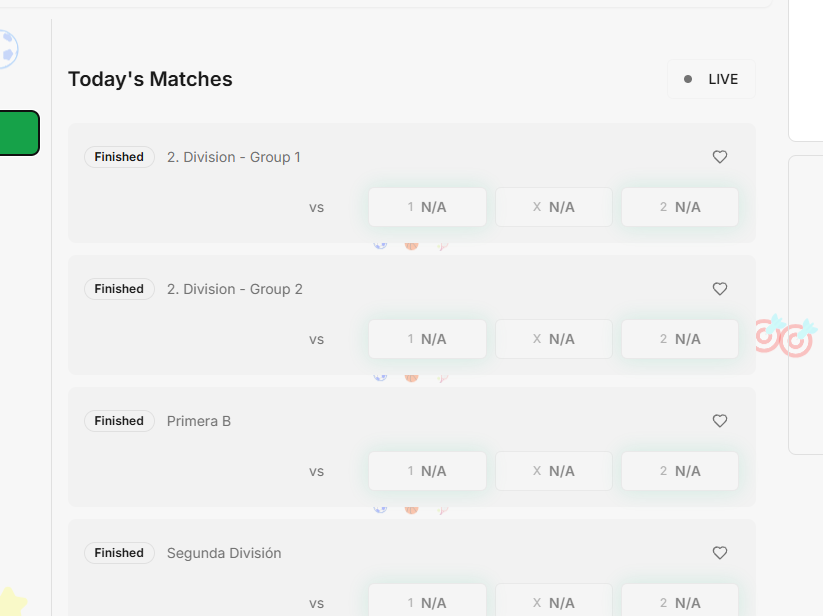 Today's Matches
LIVE
Finished 2. Division - Group 1
vs 1 N/A X N/A 2 N/A
Finished 2. Division - Group 2
vs 1 N/A X N/A 2 N/A
Finished Primera B
vs 1 N/A X N/A 2 N/A
Finished Segunda División
vs 1 N/A X N/A 2 N/A